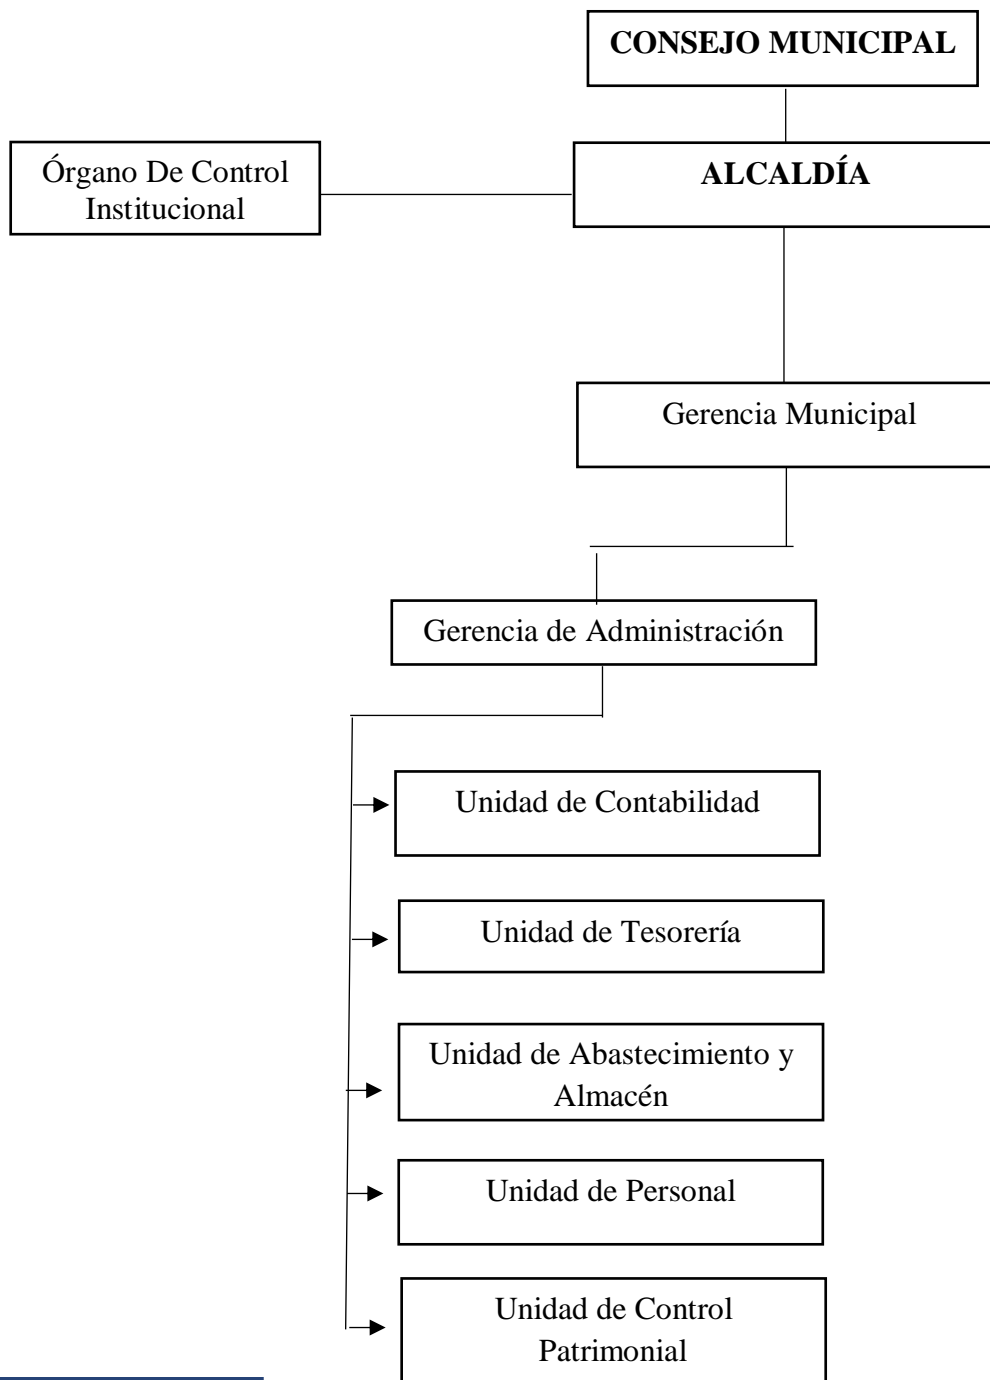 CONSEJO MUNICIPAL
Órgano De Control
Institucional
ALCALDÍA
Gerencia Municipal
Gerencia de Administración
Unidad de Contabilidad
Unidad de Tesorería
Unidad de Abastecimiento y
Almacén
Unidad de Personal
Unidad de Control
Patrimonial